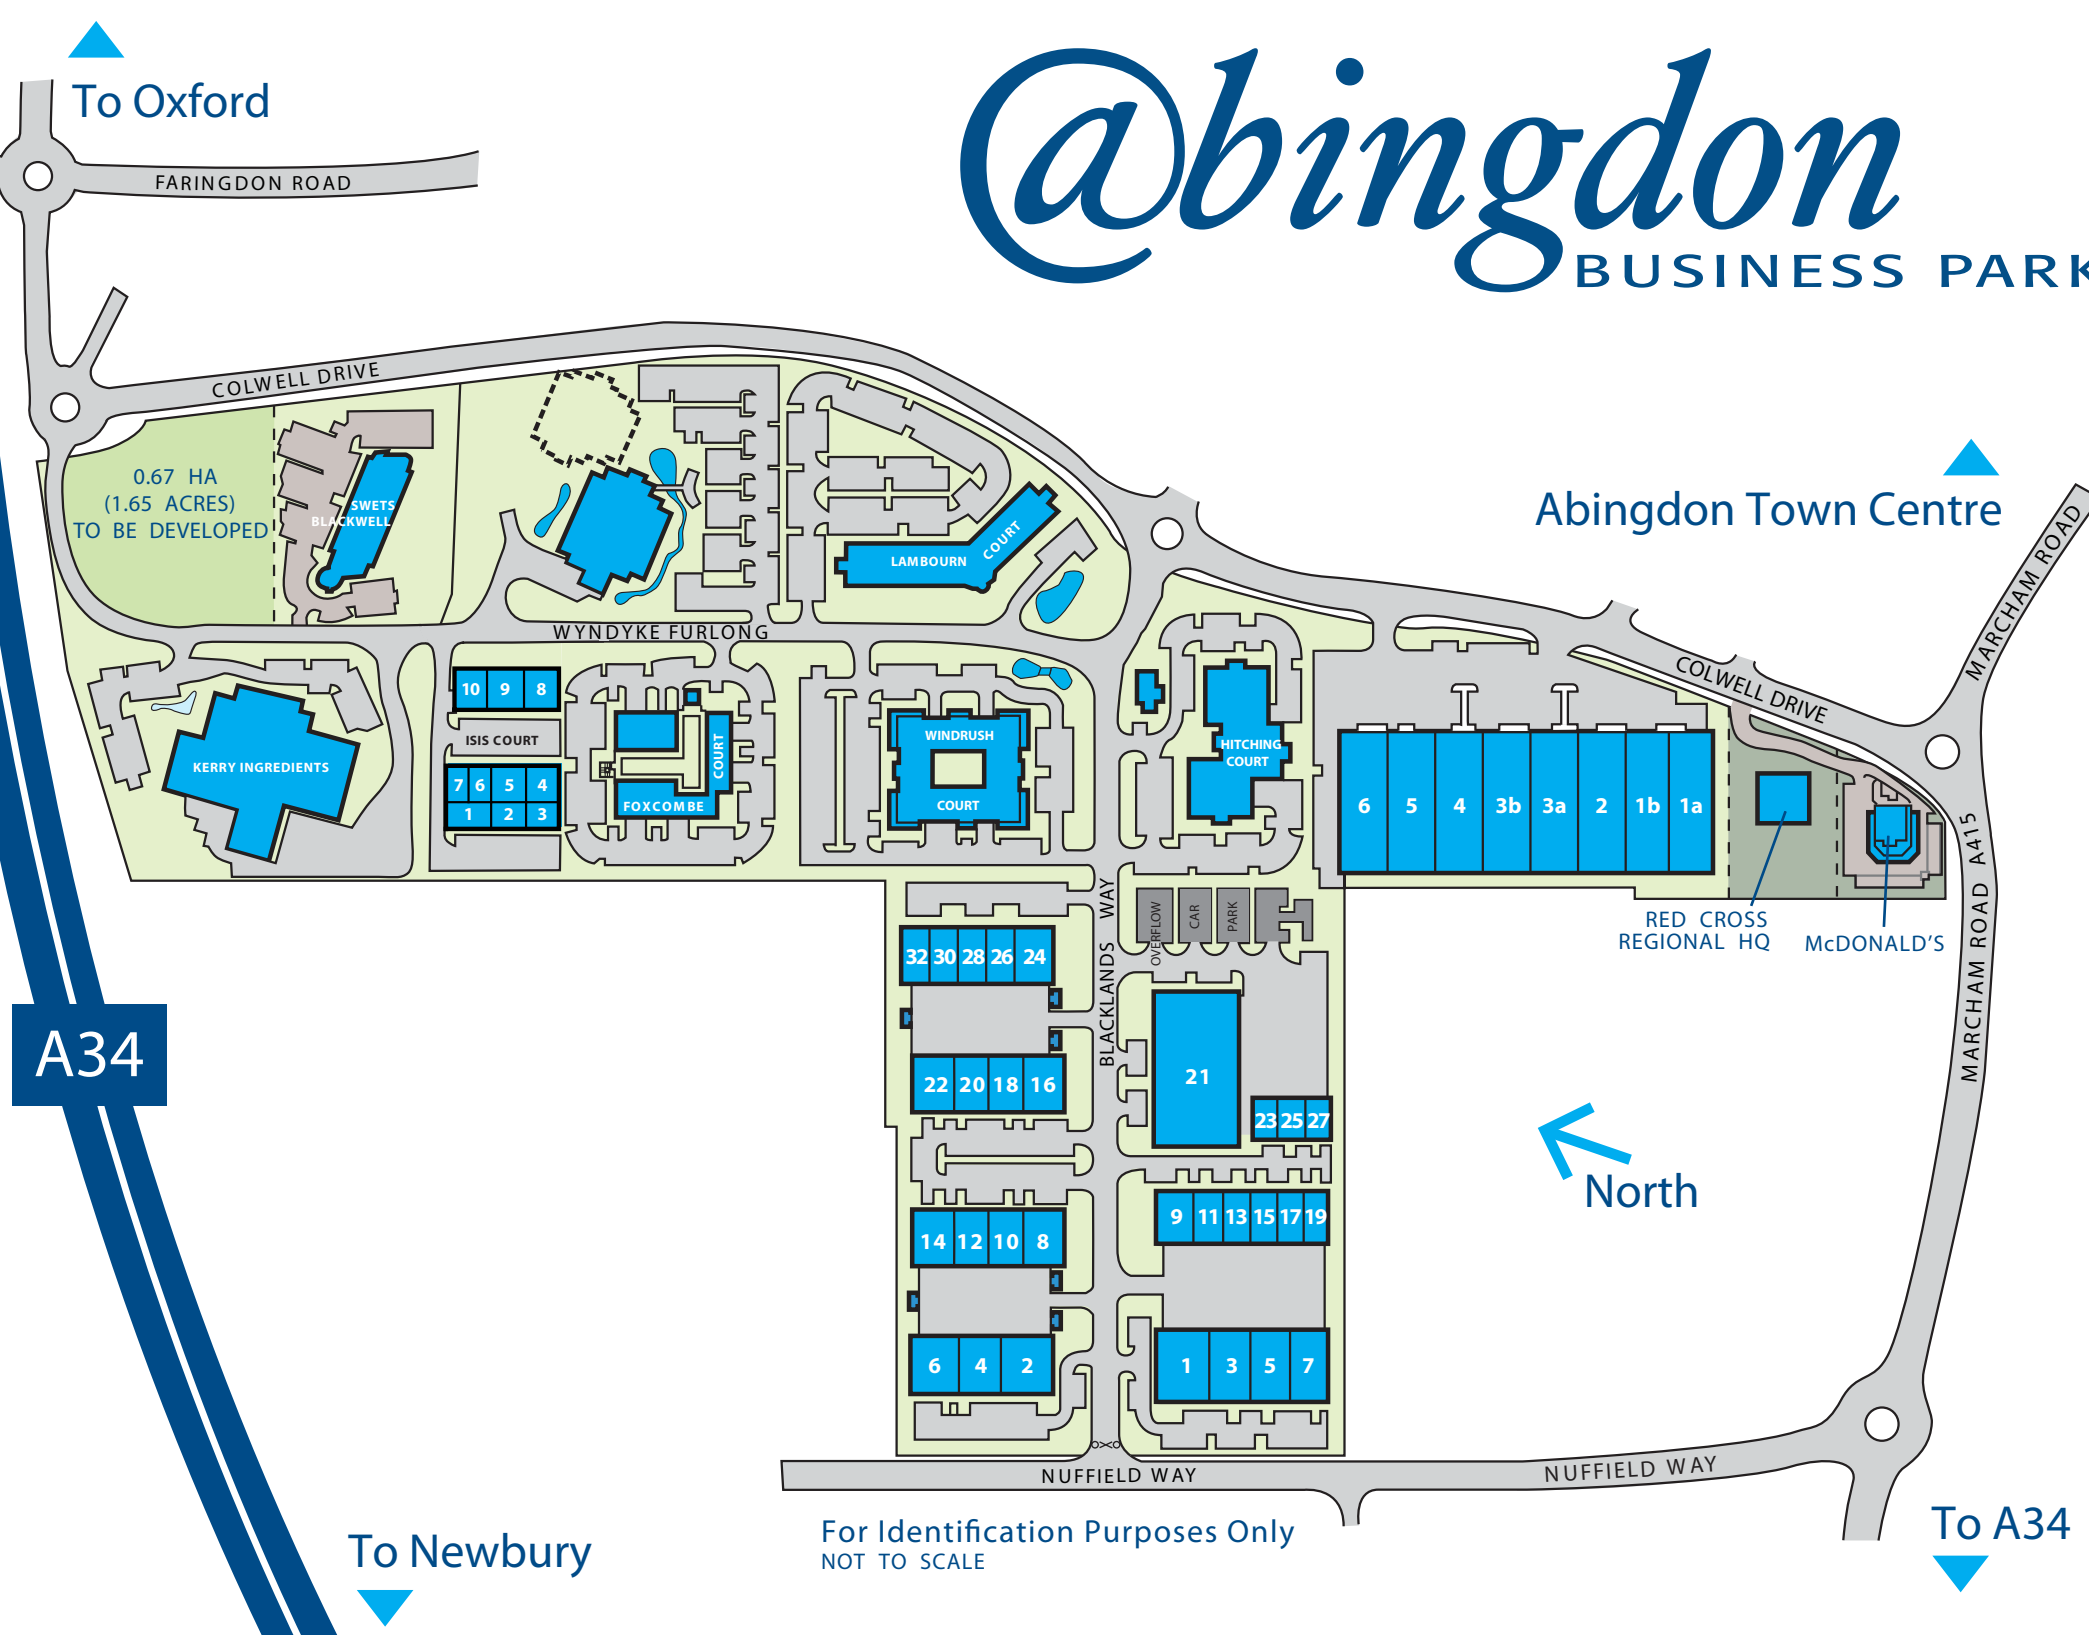 To Oxford
@bingdon
BUSINESS PARK
FARINGDON ROAD
COLWELL DRIVE
0.67 HA
(1.65 ACRES)
TO BE DEVELOPED
SWETS
BLACKWELL
LAMBOURN
COURT
Abingdon Town Centre
MARCHAM ROAD
WYNDYKE FURLONG
COLWELL DRIVE
KERRY INGREDIENTS
10 9 8
ISIS COURT
7 6 5 4
1 2 3
FOXCOMBE
COURT
WINDRUSH
COURT
HITCHING
COURT
6 5 4 3b 3a 2 1b 1a
RED CROSS
REGIONAL HQ
McDONALD'S
MARCHAM ROAD A415
OVERFLOW
CAR
PARK
BLACKLANDS WAY
32 30 28 26 24
22 20 18 16
21
23 25 27
A34
North
14 12 10 8
9 11 13 15 17 19
6 4 2
1 3 5 7
NUFFIELD WAY
NUFFIELD WAY
For Identification Purposes Only
NOT TO SCALE
To Newbury
To A34